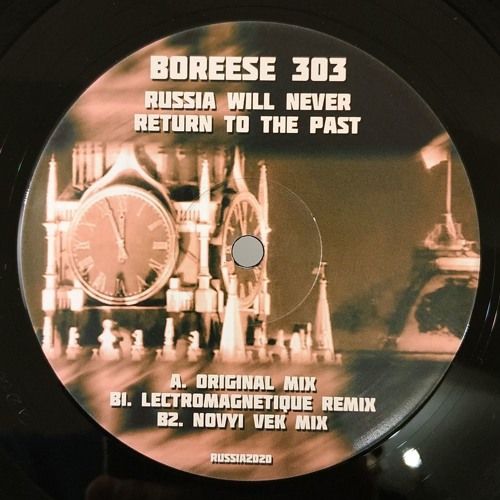 BOREESE 303
RUSSIA WILL NEVER
RETURN TO THE PAST
A. ORIGINAL MIX
B1. LECTROMAGNETIQUE REMIX
B2. NOVYI VEK MIX
RUSSIA2020